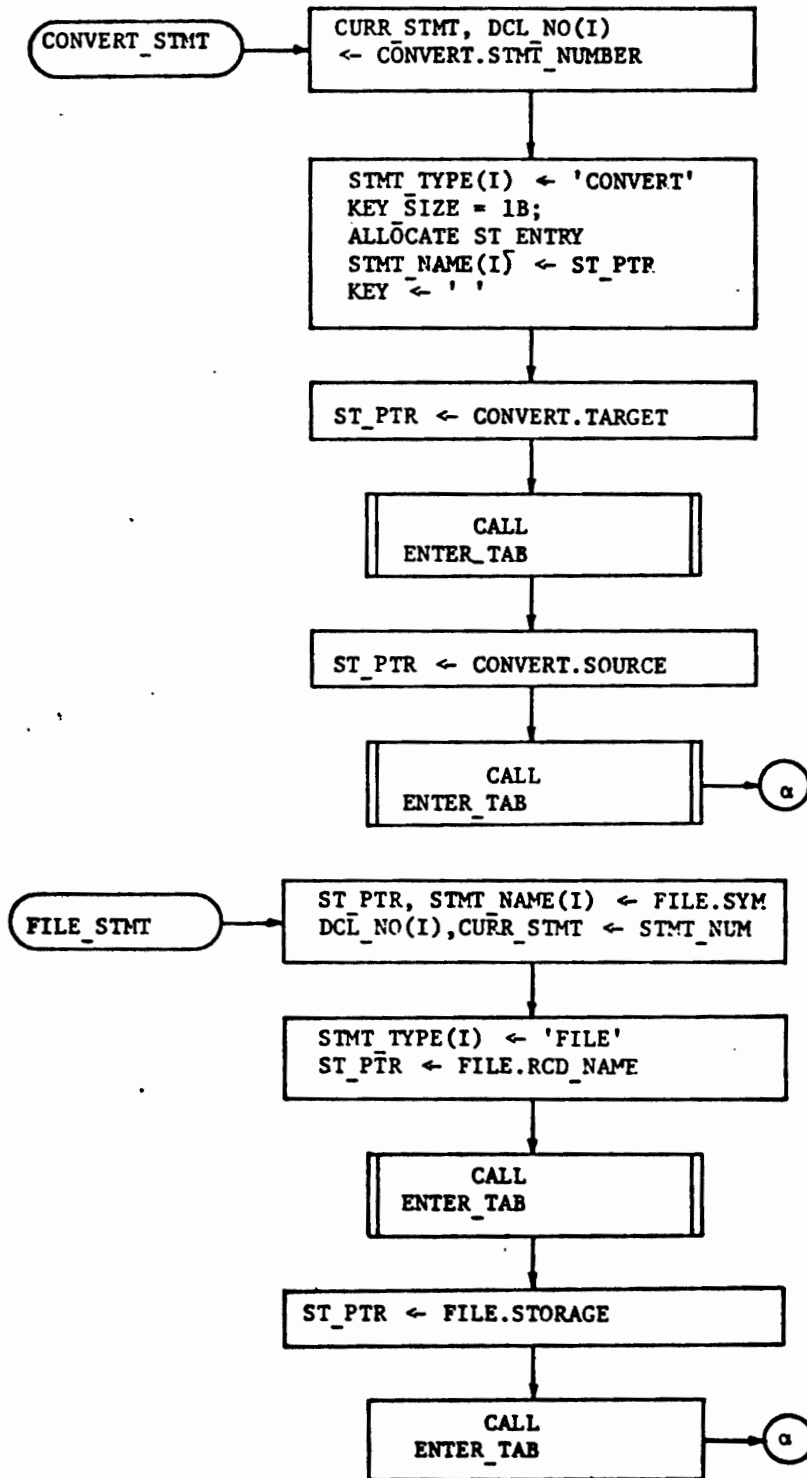 CONVERT_STMT
CURR_STMT, DCL_NO(I)
← CONVERT.STMT_NUMBER
STMT_TYPE(I) ← 'CONVERT'
KEY_SIZE = 1B;
ALLOCATE ST_ENTRY
STMT_NAME(I) ← ST_PTR
KEY ← ' '
ST_PTR ← CONVERT.TARGET
CALL
ENTER_TAB
ST_PTR ← CONVERT.SOURCE
CALL
ENTER_TAB
α
FILE_STMT
ST_PTR, STMT_NAME(I) ← FILE.SYM
DCL_NO(I),CURR_STMT ← STMT_NUM
STMT_TYPE(I) ← 'FILE'
ST_PTR ← FILE.RCD_NAME
CALL
ENTER_TAB
ST_PTR ← FILE.STORAGE
CALL
ENTER_TAB
α